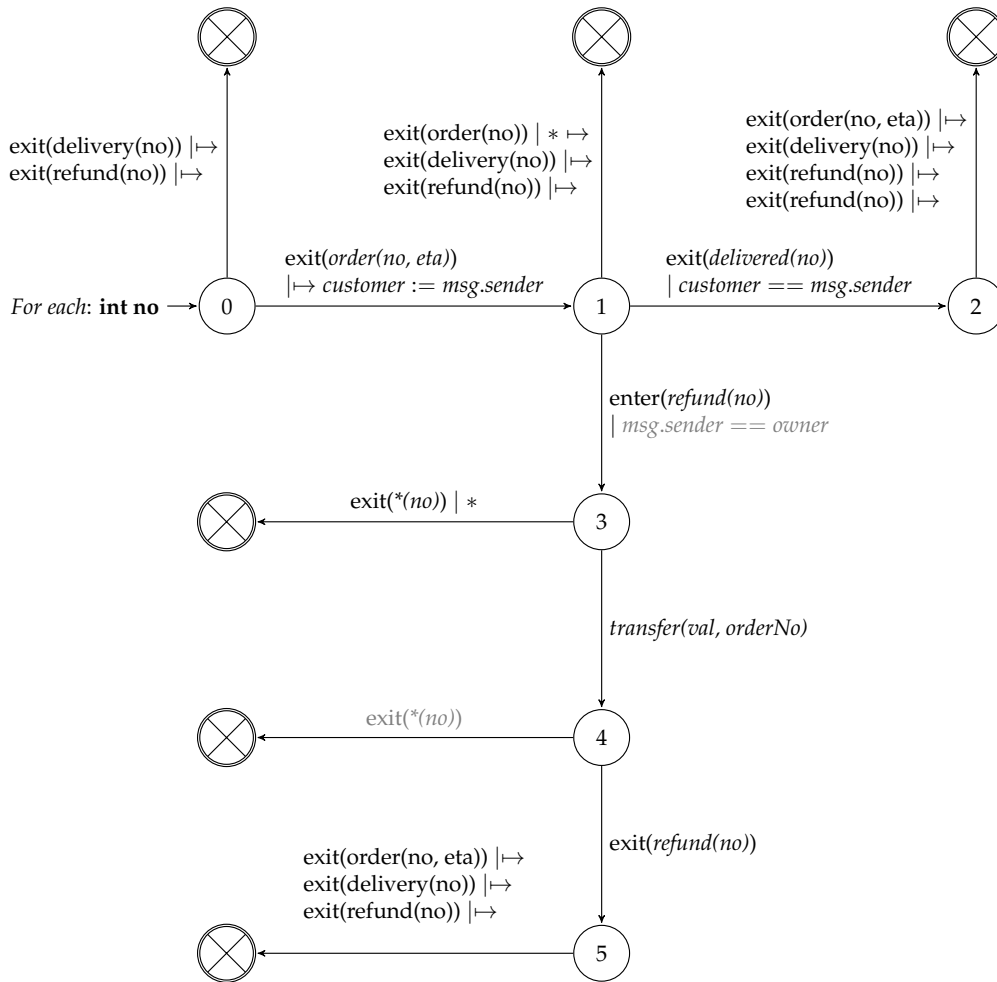 exit(delivery(no)) |↦
exit(refund(no)) |↦
exit(order(no)) | * ↦
exit(delivery(no)) |↦
exit(refund(no)) |↦
exit(order(no, eta)) |↦
exit(delivery(no)) |↦
exit(refund(no)) |↦
exit(refund(no)) |↦
exit(order(no, eta))
|↦ customer := msg.sender
exit(delivered(no))
| customer == msg.sender
For each: int no
0
1
2
enter(refund(no))
| msg.sender == owner
exit(*(no)) | *
3
transfer(val, orderNo)
exit(*(no))
4
exit(refund(no))
exit(order(no, eta)) |↦
exit(delivery(no)) |↦
exit(refund(no)) |↦
5